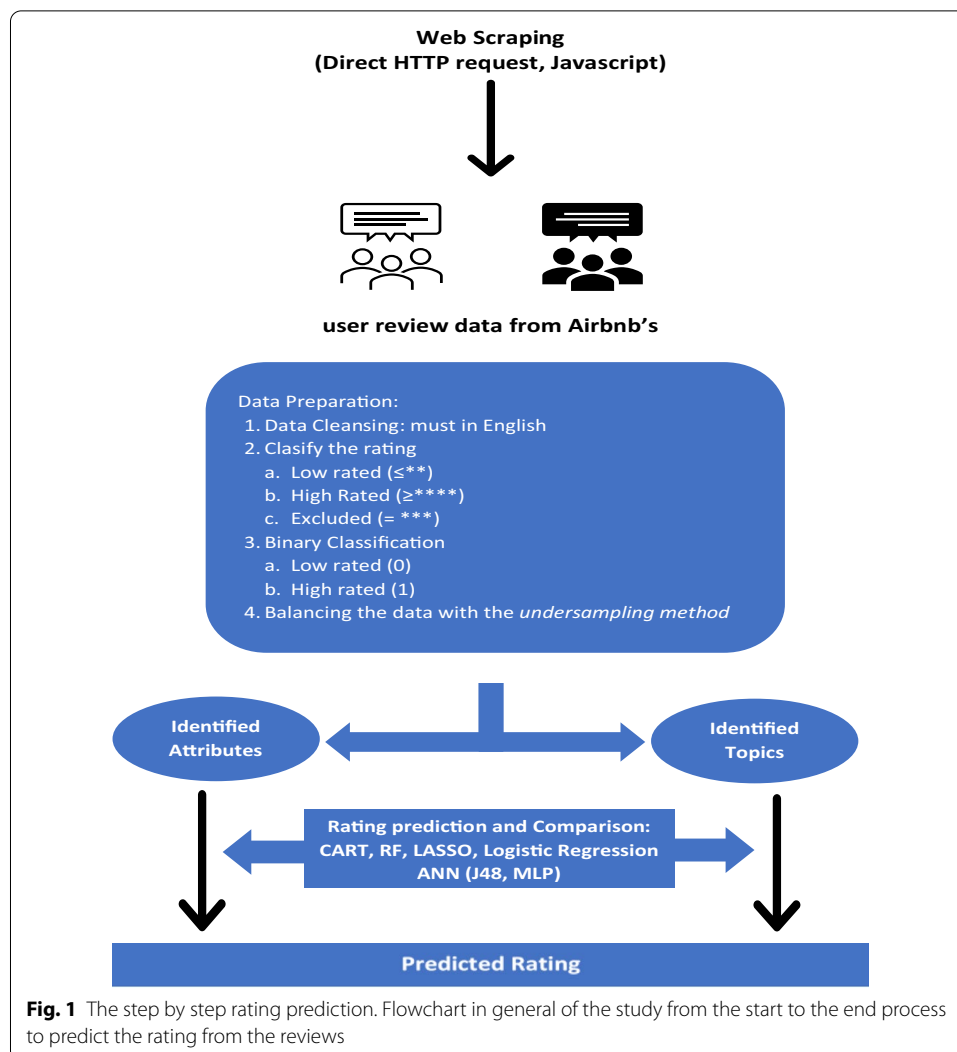 Web Scraping
(Direct HTTP request, Javascript)
user review data from Airbnb's
Data Preparation:
1. Data Cleansing: must in English
2. Clasify the rating
a. Low rated (≤**)
b. High Rated (≥****)
c. Excluded (= ***)
3. Binary Classification
a. Low rated (0)
b. High rated (1)
4. Balancing the data with the undersampling method
Identified
Attributes
Identified
Topics
Rating prediction and Comparison:
CART, RF, LASSO, Logistic Regression
ANN (J48, MLP)
Predicted Rating
Fig. 1 The step by step rating prediction. Flowchart in general of the study from the start to the end process
to predict the rating from the reviews